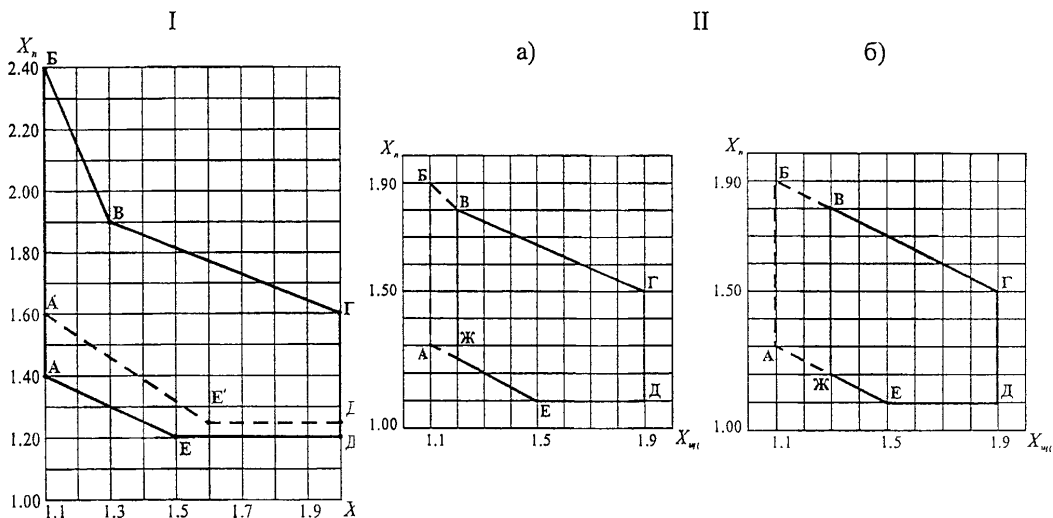 I
II
а)
б)
Xп
Б
2.40
2.20
2.00
В
1.80
Г
1.60
А
А
1.40
Е′
Д
1.20
Е
Д
1.00
1.1 1.3 1.5 1.7 1.9 X
Xп
Б
1.90
В
1.50
Г
Ж
А
Д
Е
1.00
1.1 1.5 1.9
Xп
Б
1.90
В
Г
1.50
А
Ж
Д
Е
1.00
1.1 1.5 1.9